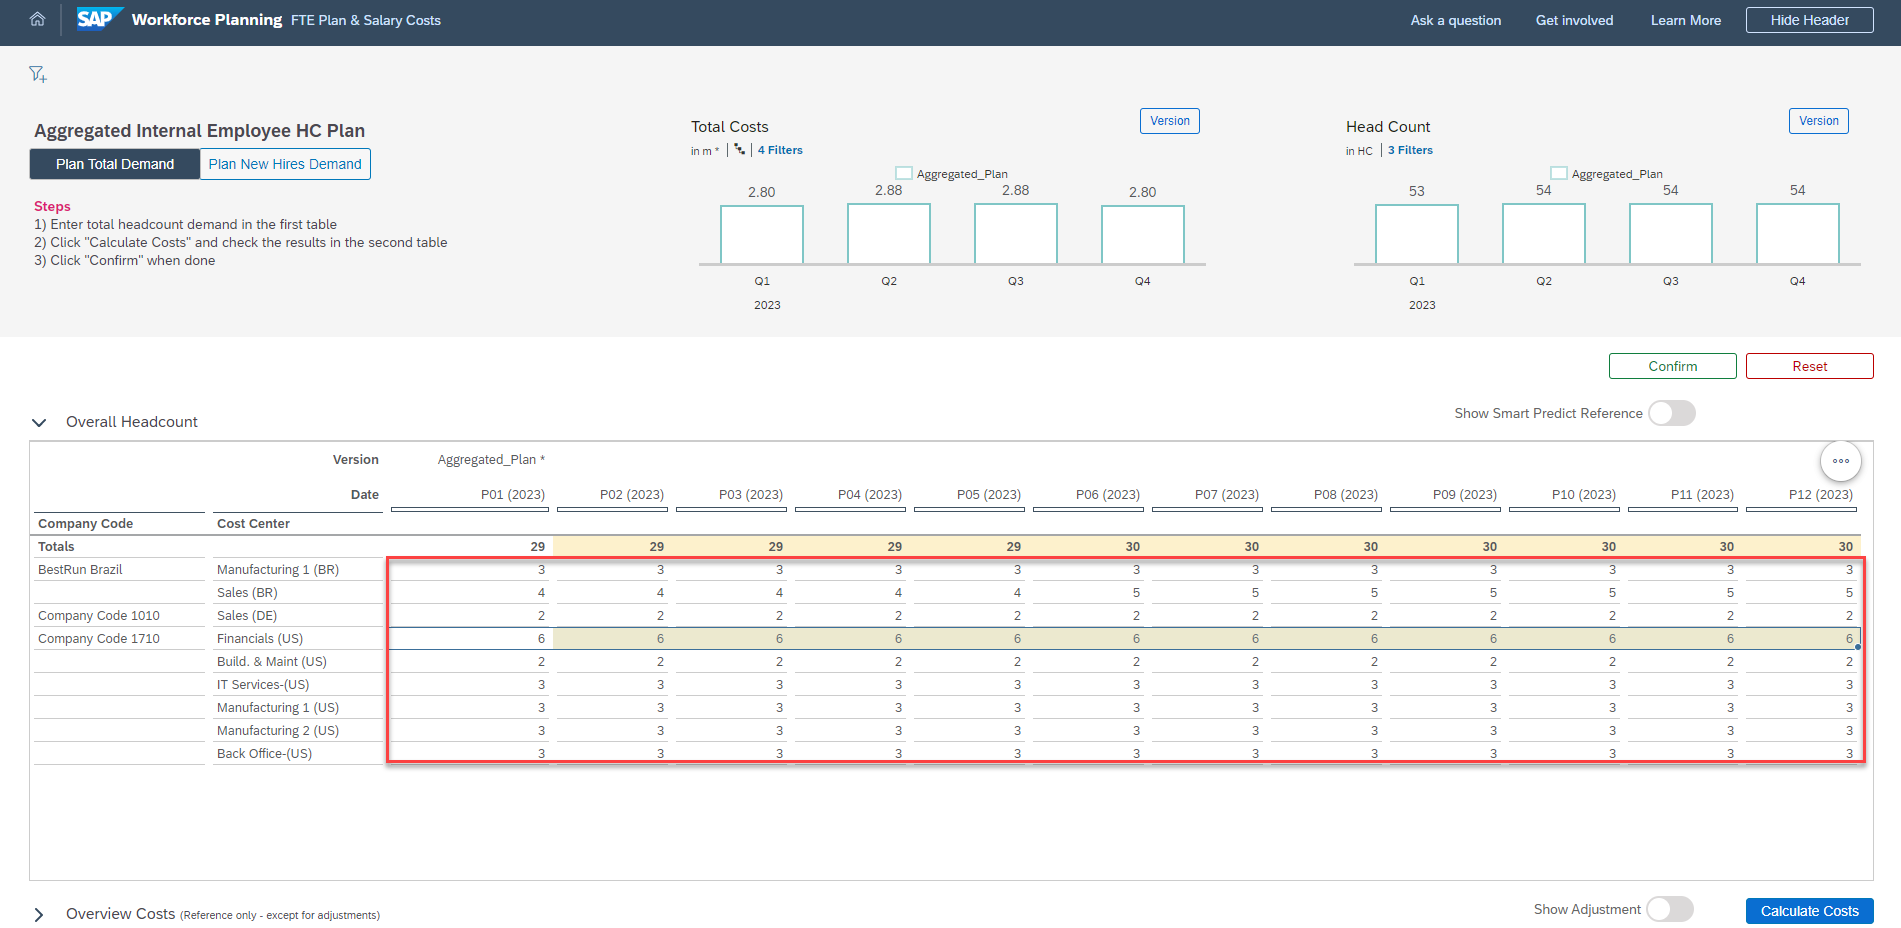 SAP Workforce Planning FTE Plan & Salary Costs Ask a question Get involved Learn More Hide Header
Aggregated Internal Employee HC Plan
Plan Total Demand Plan New Hires Demand
Steps
1) Enter total headcount demand in the first table
2) Click "Calculate Costs" and check the results in the second table
3) Click "Confirm" when done
Total Costs Version
in m * 4 Filters
Aggregated_Plan
2.80 2.88 2.88 2.80
Q1 Q2 Q3 Q4
2023
Head Count Version
in HC 3 Filters
Aggregated_Plan
53 54 54 54
Q1 Q2 Q3 Q4
2023
Confirm Reset
Overall Headcount Show Smart Predict Reference
Version Aggregated_Plan *
Date P01 (2023) P02 (2023) P03 (2023) P04 (2023) P05 (2023) P06 (2023) P07 (2023) P08 (2023) P09 (2023) P10 (2023) P11 (2023) P12 (2023)
Company Code Cost Center
Totals 29 29 29 29 29 30 30 30 30 30 30 30
BestRun Brazil Manufacturing 1 (BR) 3 3 3 3 3 3 3 3 3 3 3 3
Sales (BR) 4 4 4 4 4 5 5 5 5 5 5 5
Company Code 1010 Sales (DE) 2 2 2 2 2 2 2 2 2 2 2 2
Company Code 1710 Financials (US) 6 6 6 6 6 6 6 6 6 6 6 6
Build. & Maint (US) 2 2 2 2 2 2 2 2 2 2 2 2
IT Services-(US) 3 3 3 3 3 3 3 3 3 3 3 3
Manufacturing 1 (US) 3 3 3 3 3 3 3 3 3 3 3 3
Manufacturing 2 (US) 3 3 3 3 3 3 3 3 3 3 3 3
Back Office-(US) 3 3 3 3 3 3 3 3 3 3 3 3
Overview Costs (Reference only - except for adjustments) Show Adjustment Calculate Costs